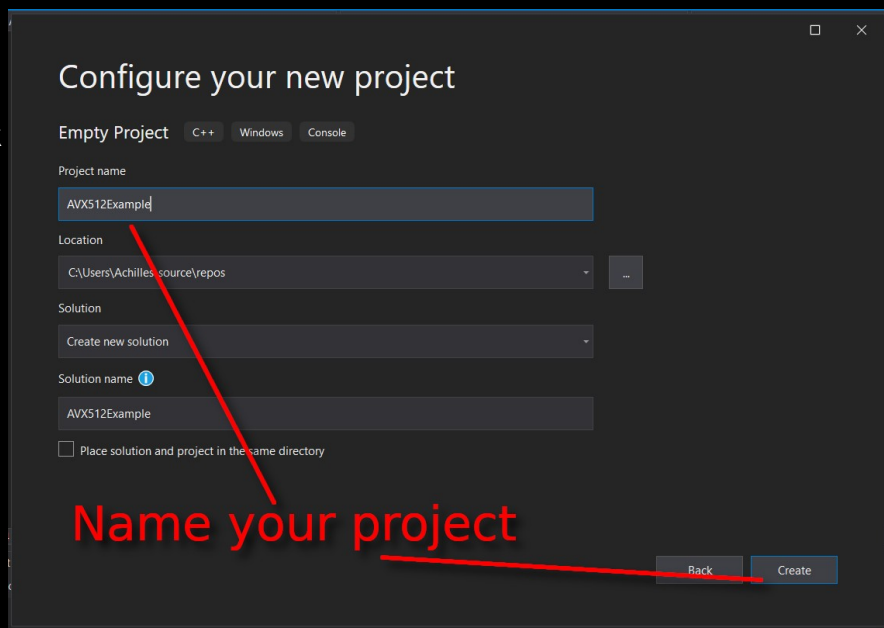 Configure your new project
Empty Project C++ Windows Console
Project name
AVX512Example
Location
C:\Users\Achilles\source\repos
...
Solution
Create new solution
Solution name
AVX512Example
Place solution and project in the same directory
Name your project
Back Create